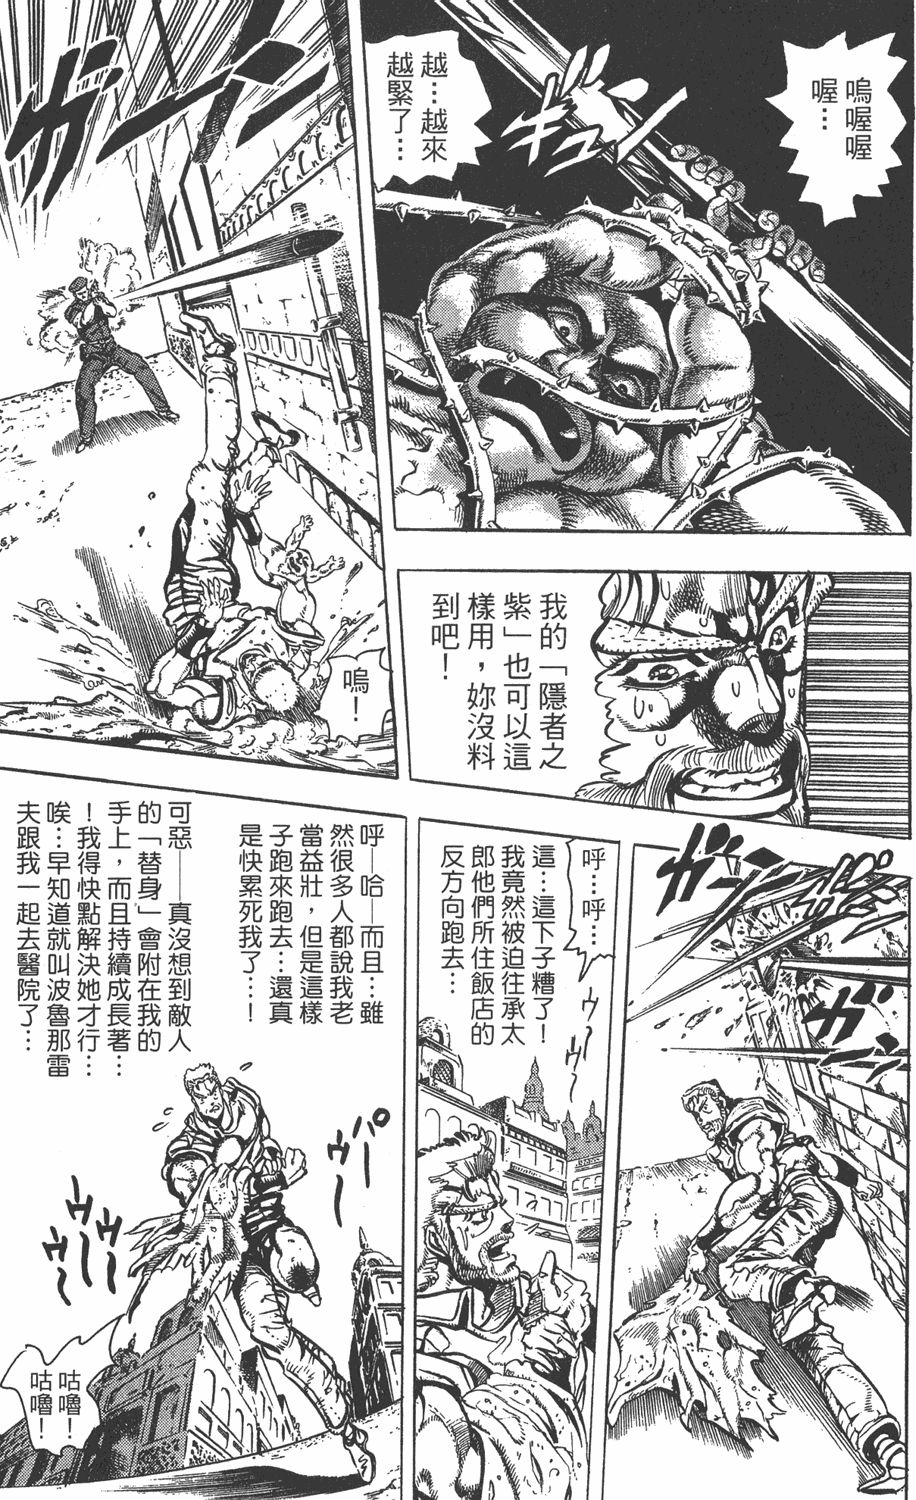 嗚喔喔
喔…
越…越來
越緊了…
ギュン
我的「隱者之
紫」也可以這
樣用，妳沒料
到吧！
ガーン
嗚！
ガン
ガン
呼…呼…
這…這下子糟了！
我竟然被迫往承太
郎他們所住飯店的
反方向跑去…
ウ〜
ウ〜
呼—哈—而且…雖
然很多人都說我老
當益壯，但是這樣
子跑來跑去…還真
是快累死我了…！
可惡——真沒想到敵人
的「替身」會附在我的
手上，而且持續成長著…
！我得快點解決她才行…
唉…早知道就叫波魯那雷
夫跟我一起去醫院了…
パウー
ウー
ウ〜
ウ〜
ウ〜
咕嚕！
咕嚕！